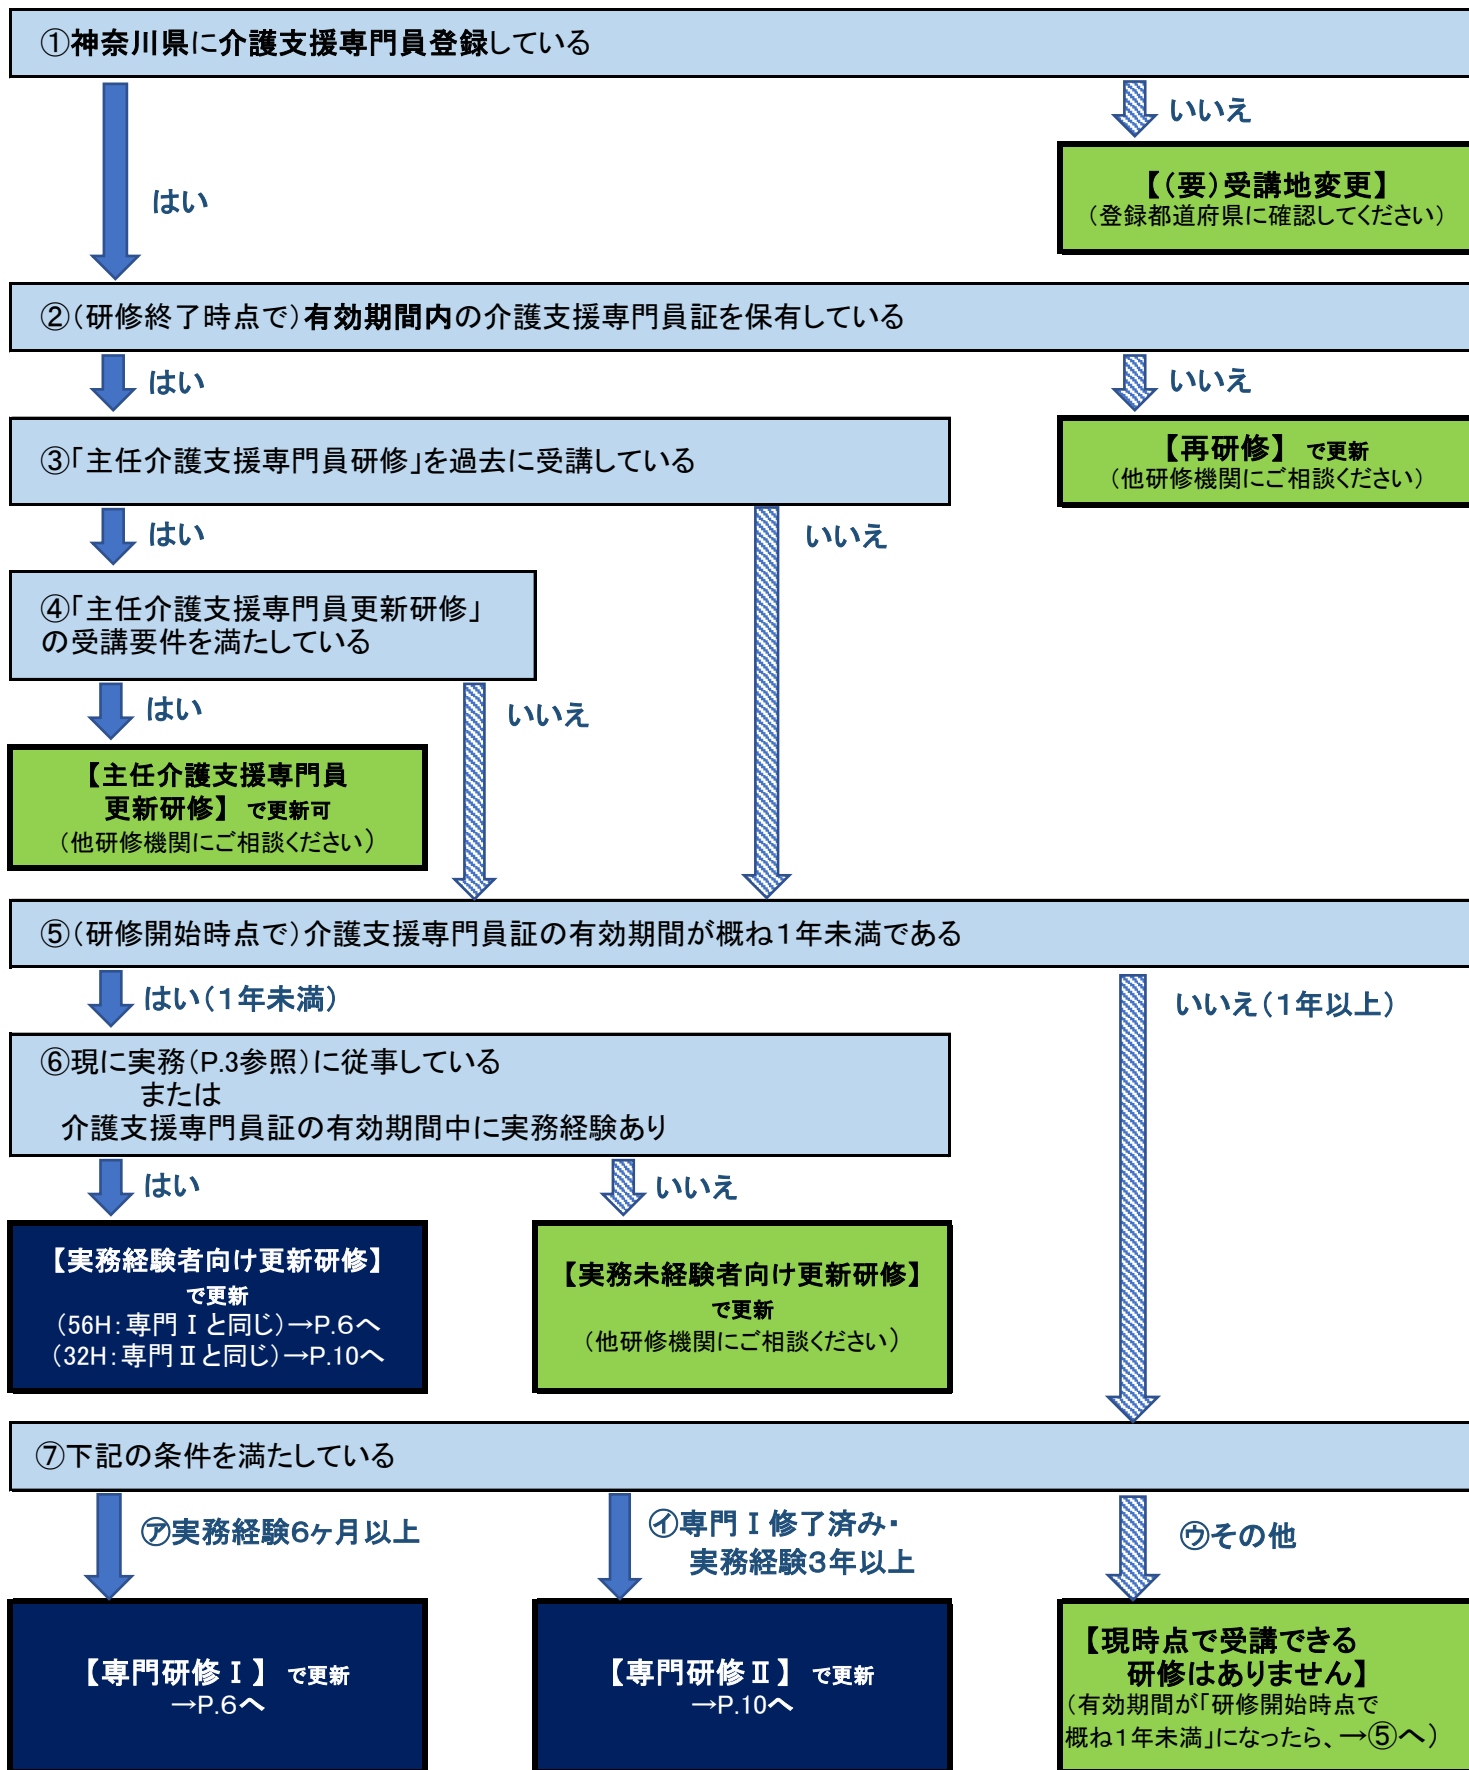 ①神奈川県に介護支援専門員登録している
いいえ
【（要）受講地変更】
（登録都道府県に確認してください）
はい
②（研修終了時点で）有効期間内の介護支援専門員証を保有している
はい
いいえ
【再研修】 で更新
（他研修機関にご相談ください）
③「主任介護支援専門員研修」を過去に受講している
はい
いいえ
④「主任介護支援専門員更新研修」
の受講要件を満たしている
はい
いいえ
【主任介護支援専門員
更新研修】 で更新可
（他研修機関にご相談ください）
⑤（研修開始時点で）介護支援専門員証の有効期間が概ね１年未満である
はい（１年未満）
いいえ（１年以上）
⑥現に実務（P.3参照）に従事している
または
介護支援専門員証の有効期間中に実務経験あり
はい
いいえ
【実務経験者向け更新研修】
で更新
（56H：専門Ⅰと同じ）→P.６へ
（32H：専門Ⅱと同じ）→P.10へ
【実務未経験者向け更新研修】
で更新
（他研修機関にご相談ください）
⑦下記の条件を満たしている
㋐実務経験６ヶ月以上
㋑専門Ⅰ修了済み・
実務経験３年以上
㋒その他
【専門研修Ⅰ】 で更新
→P.６へ
【専門研修Ⅱ】 で更新
→P.10へ
【現時点で受講できる
研修はありません】
（有効期間が「研修開始時点で
概ね１年未満」になったら、→⑤へ）